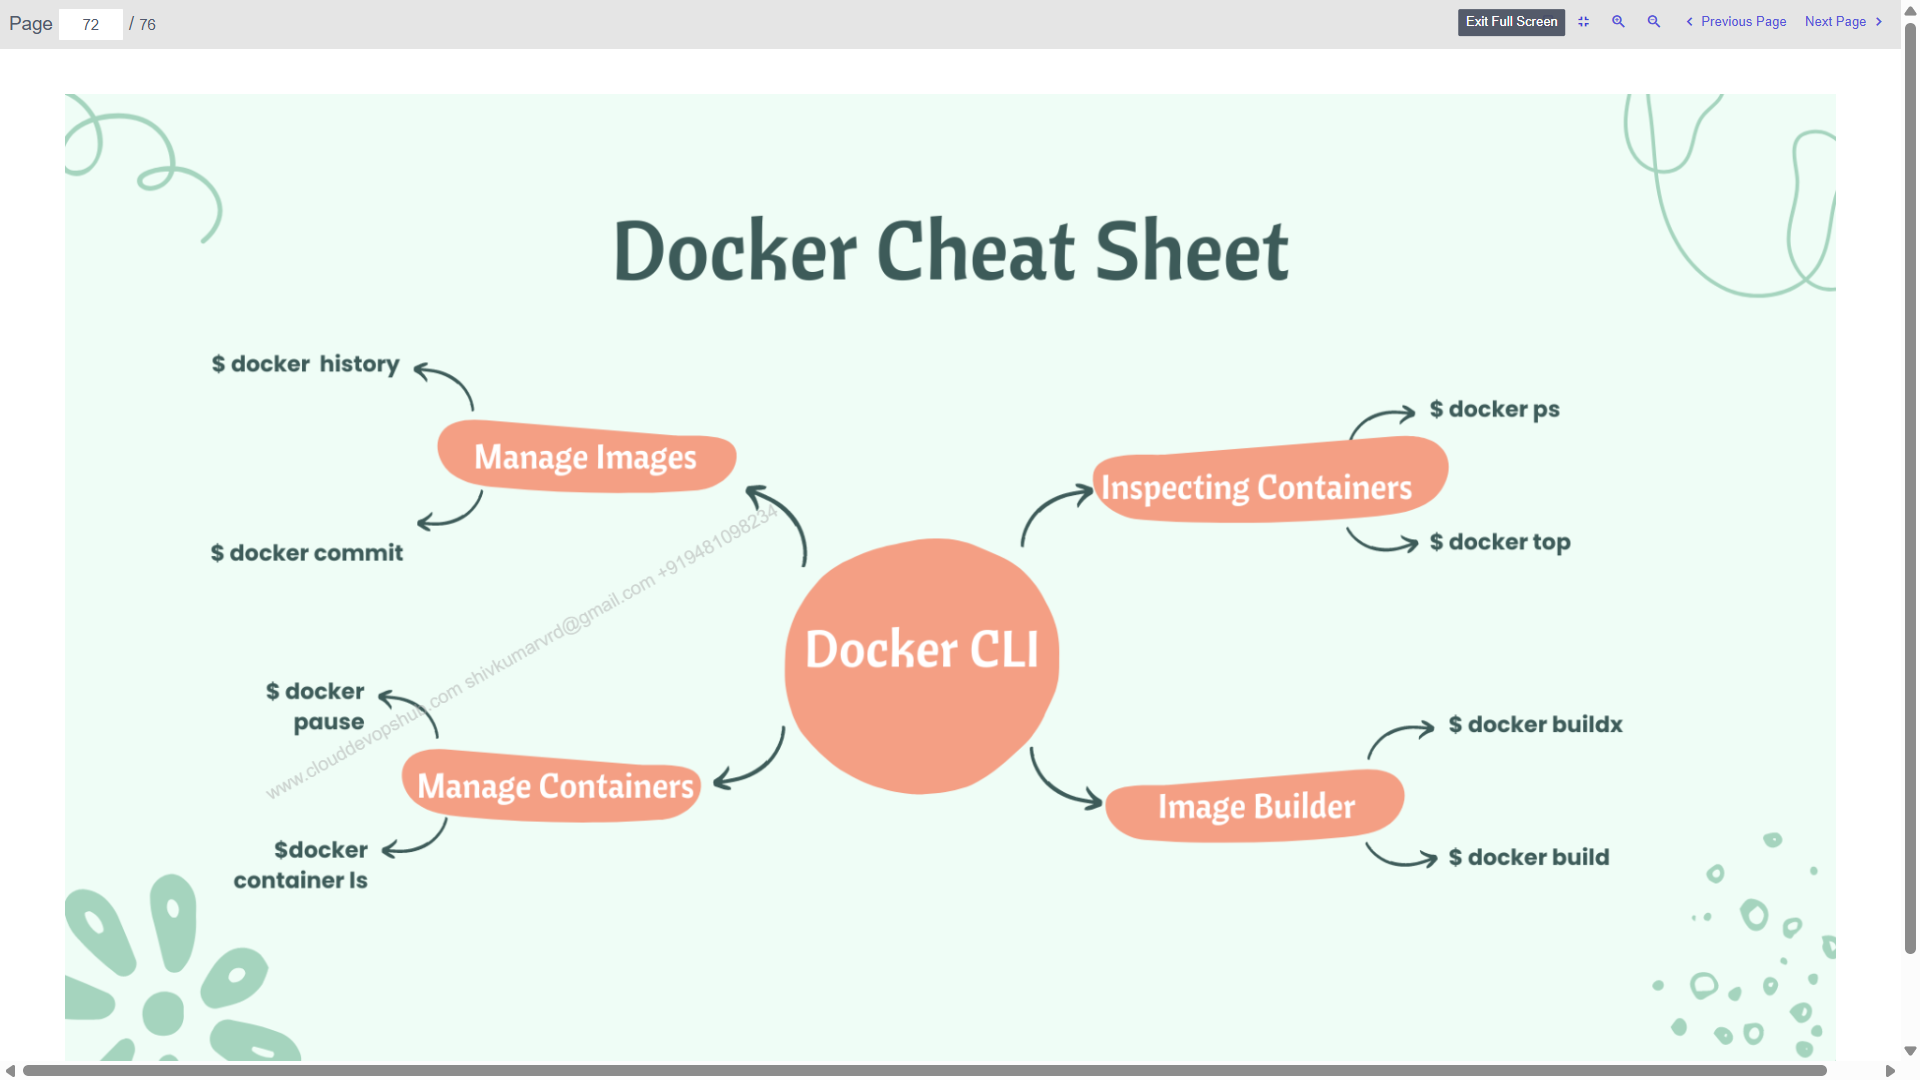 Page 72 / 76
Exit Full Screen
Previous Page
Next Page
Docker Cheat Sheet
$ docker history
Manage Images
$ docker commit
$ docker ps
Inspecting Containers
$ docker top
Docker CLI
$ docker
pause
Manage Containers
$docker
container ls
$ docker buildx
Image Builder
$ docker build
www.clouddevopshub.com shivkumarvrd@gmail.com +919481098234